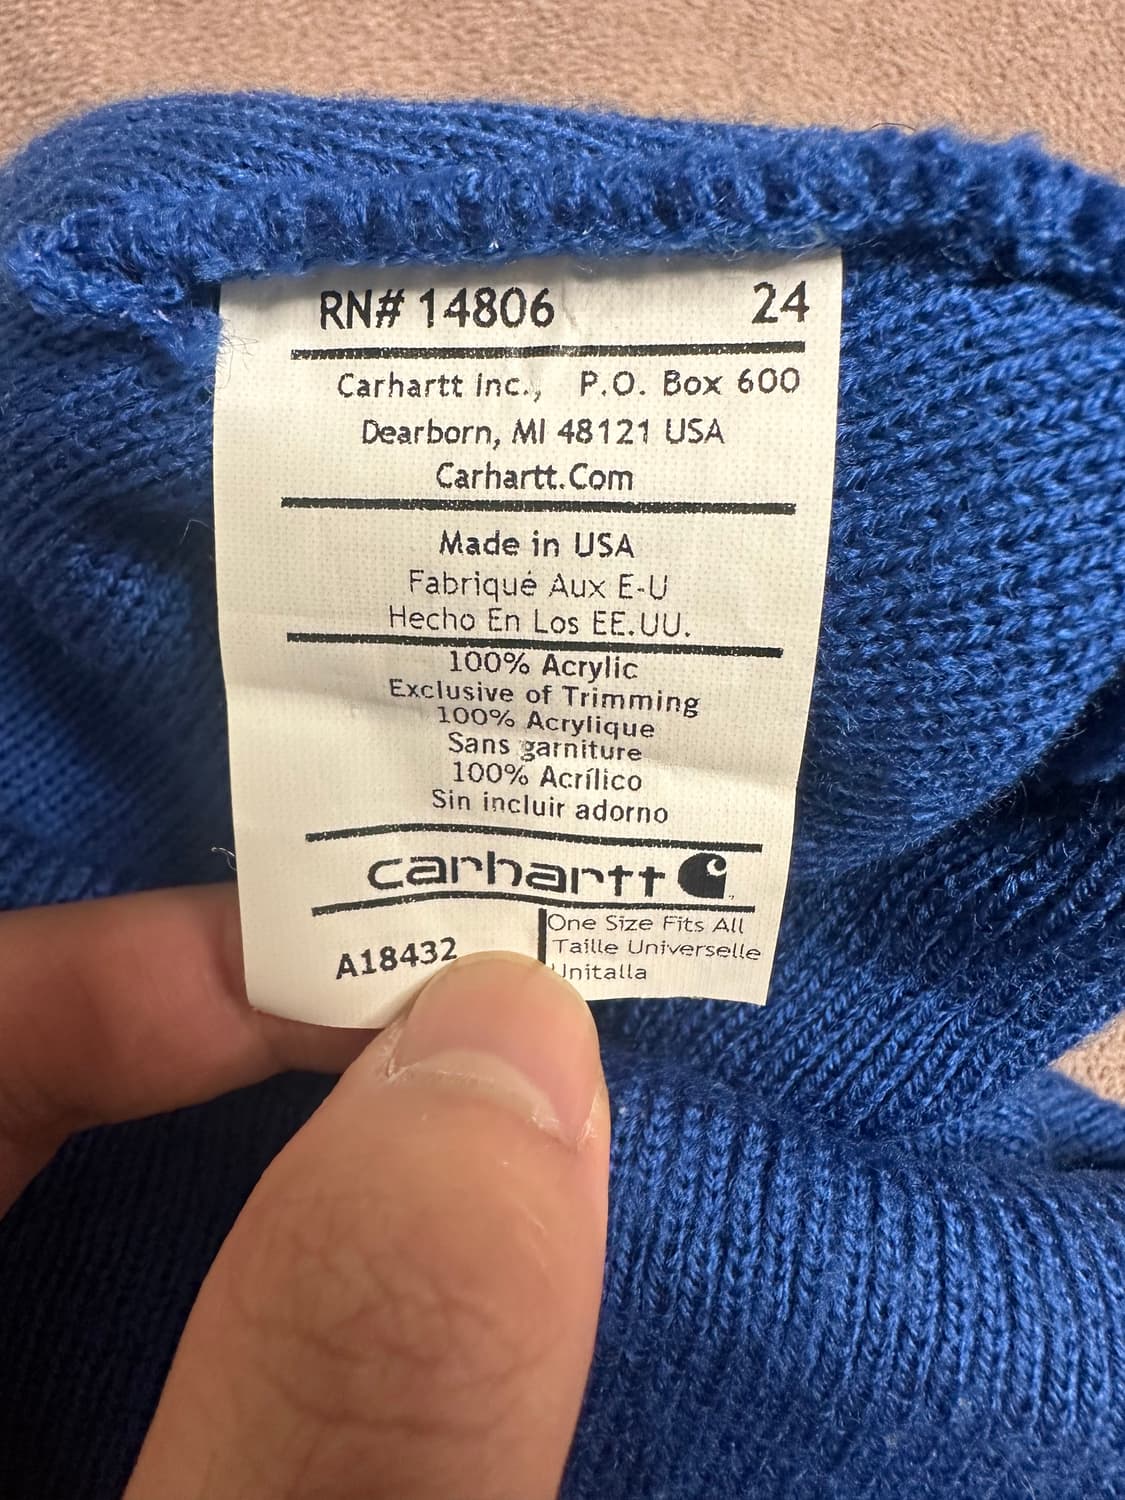 RN# 14806 24
Carhartt Inc., P.O. Box 600
Dearborn, MI 48121 USA
Carhartt.Com
Made in USA
Fabriqué Aux E-U
Hecho En Los EE.UU.
100% Acrylic
Exclusive of Trimming
100% Acrylique
Sans garniture
100% Acrílico
Sin incluir adorno
carhartt
A18432
One Size Fits All
Taille Universelle
Unitalla